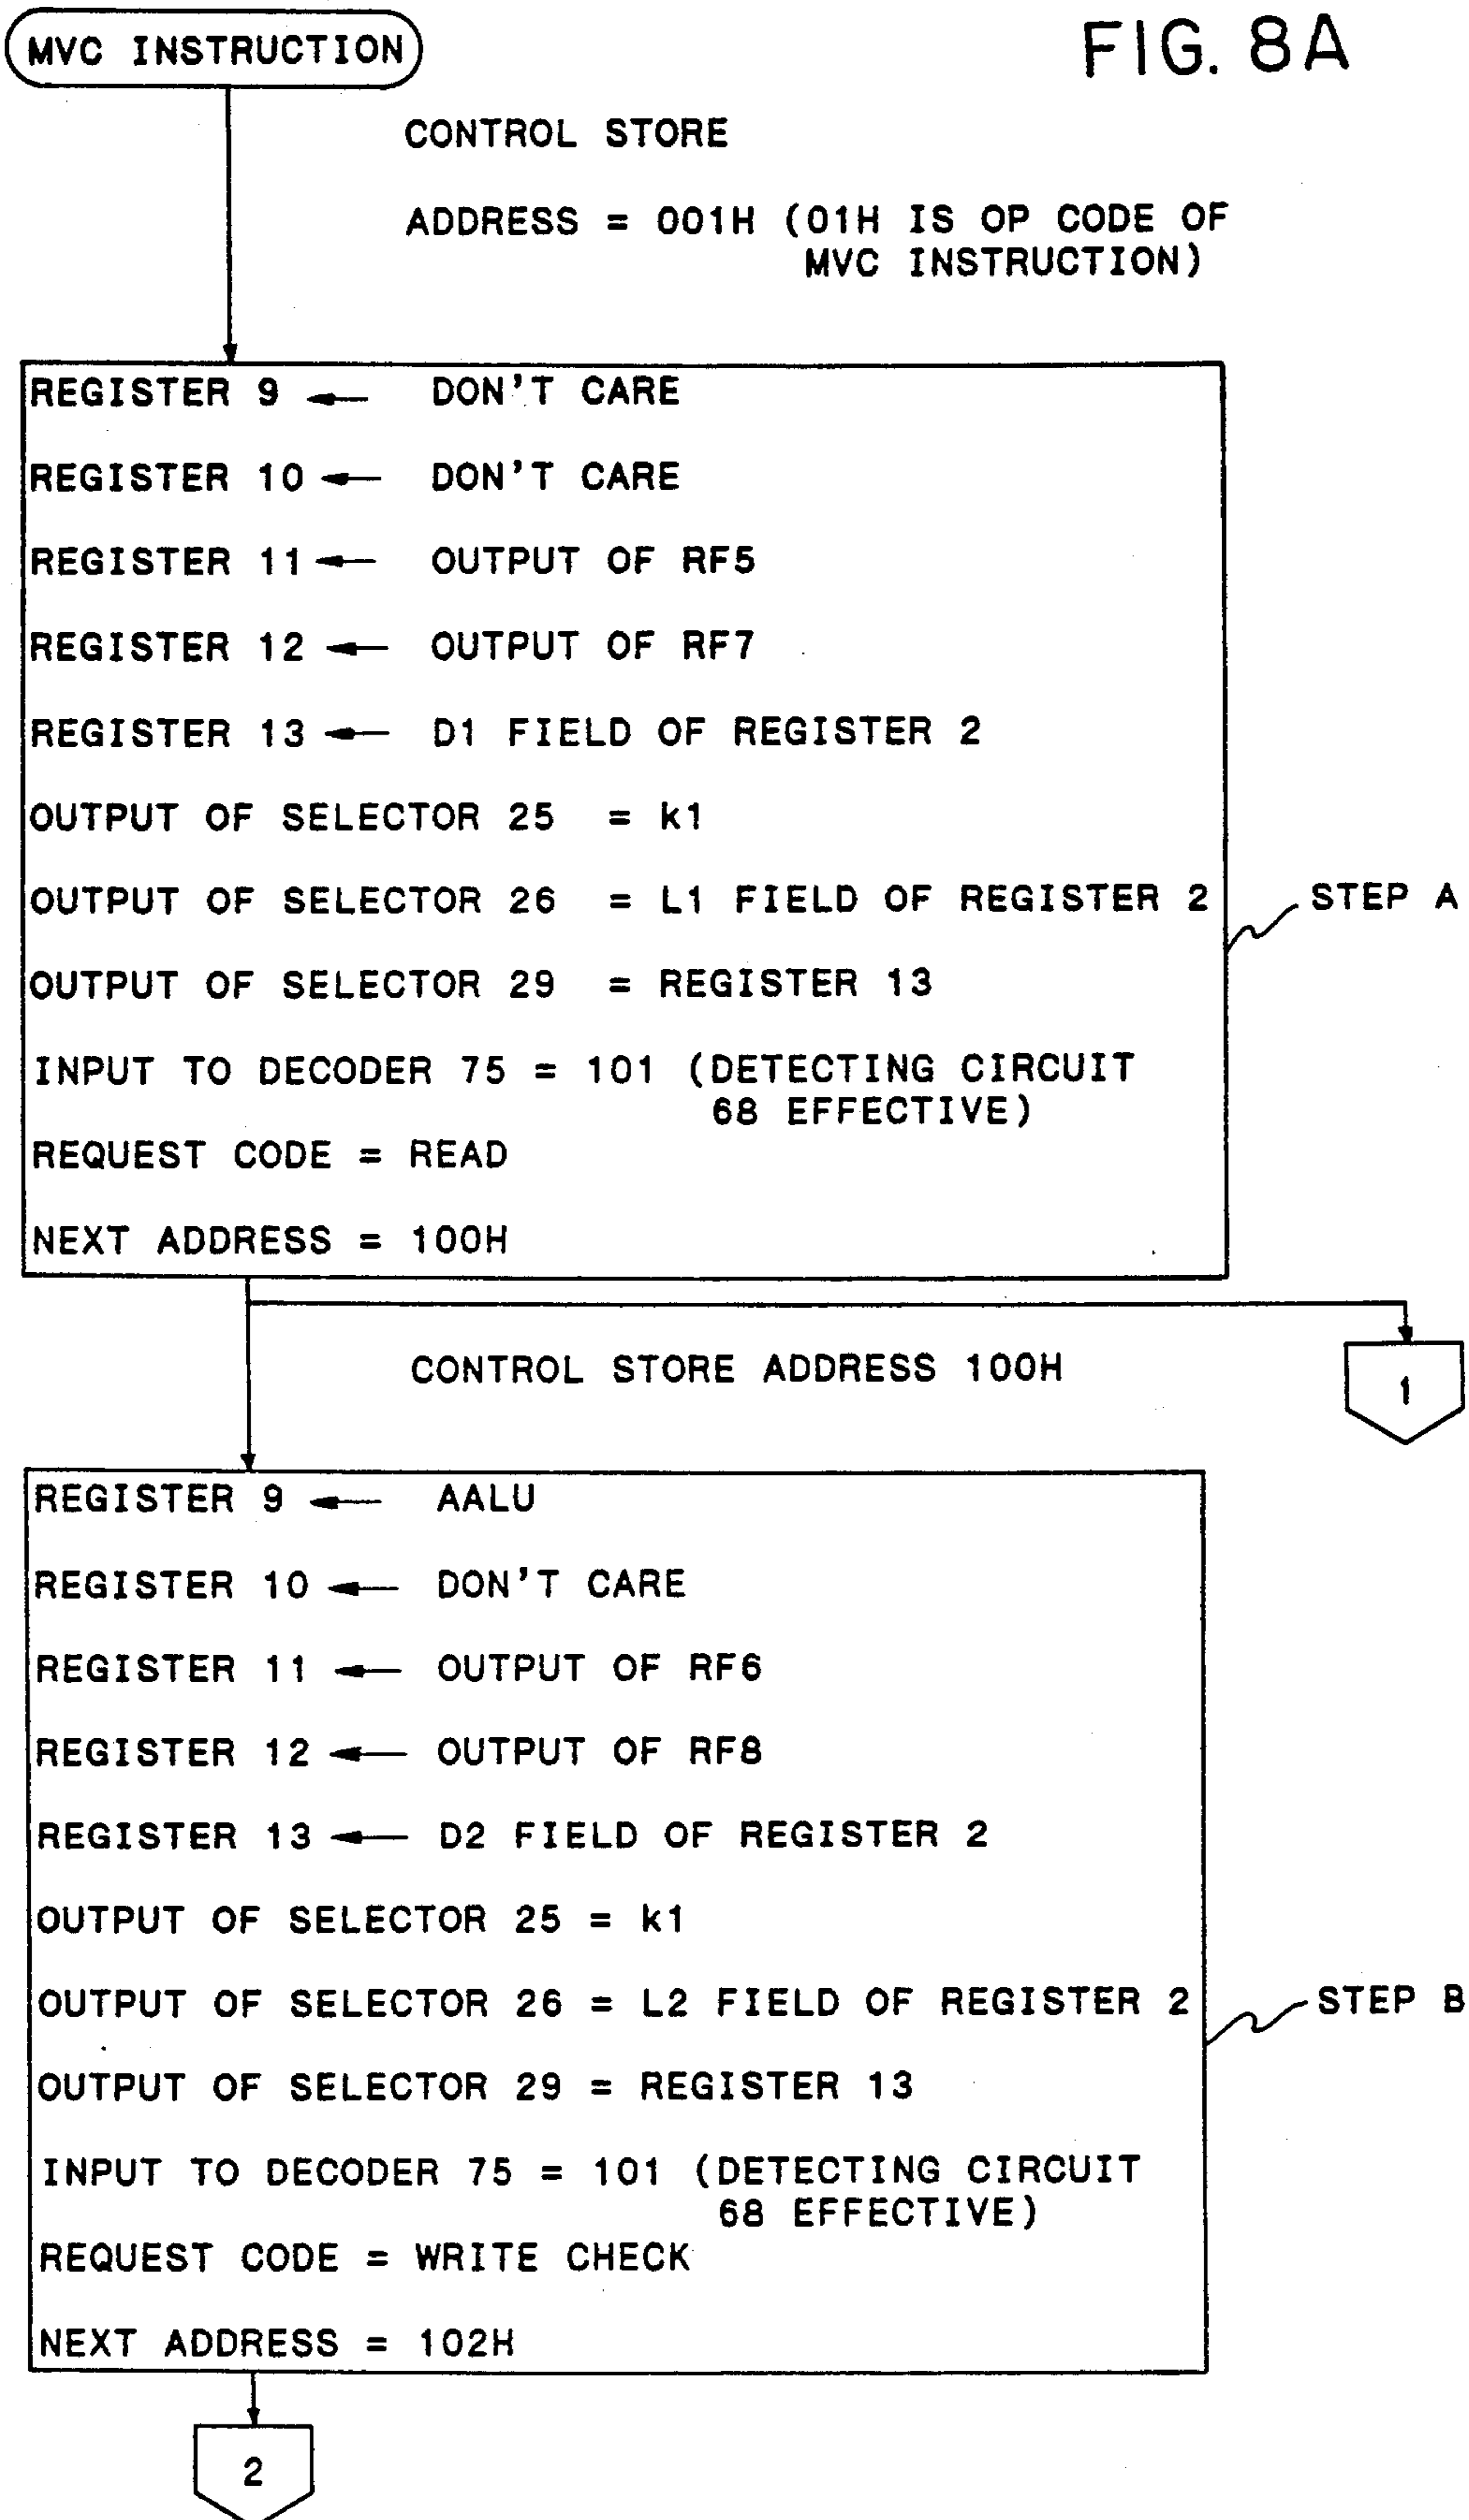 MVC INSTRUCTION
FIG. 8A
CONTROL STORE
ADDRESS = 001H (01H IS OP CODE OF
MVC INSTRUCTION)
REGISTER 9 ← DON'T CARE
REGISTER 10 ← DON'T CARE
REGISTER 11 ← OUTPUT OF RF5
REGISTER 12 ← OUTPUT OF RF7
REGISTER 13 ← D1 FIELD OF REGISTER 2
OUTPUT OF SELECTOR 25 = k1
OUTPUT OF SELECTOR 26 = L1 FIELD OF REGISTER 2
STEP A
OUTPUT OF SELECTOR 29 = REGISTER 13
INPUT TO DECODER 75 = 101 (DETECTING CIRCUIT
68 EFFECTIVE)
REQUEST CODE = READ
NEXT ADDRESS = 100H
CONTROL STORE ADDRESS 100H
1
REGISTER 9 ← AALU
REGISTER 10 ← DON'T CARE
REGISTER 11 ← OUTPUT OF RF6
REGISTER 12 ← OUTPUT OF RF8
REGISTER 13 ← D2 FIELD OF REGISTER 2
OUTPUT OF SELECTOR 25 = k1
OUTPUT OF SELECTOR 26 = L2 FIELD OF REGISTER 2
STEP B
OUTPUT OF SELECTOR 29 = REGISTER 13
INPUT TO DECODER 75 = 101 (DETECTING CIRCUIT
68 EFFECTIVE)
REQUEST CODE = WRITE CHECK
NEXT ADDRESS = 102H
2